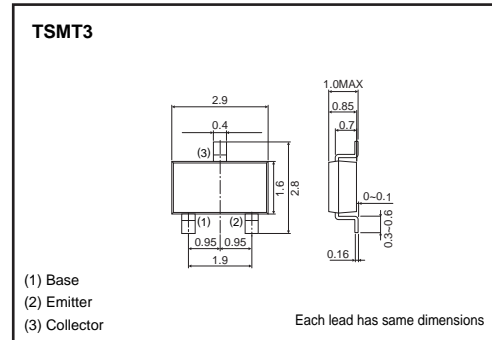 TSMT3
1.0MAX
2.9
0.85
0.4
0.7
(3)
1.6
2.8
0~0.1
(1)
(2)
0.3~0.6
0.95
0.95
0.16
1.9
(1) Base
(2) Emitter
(3) Collector
Each lead has same dimensions